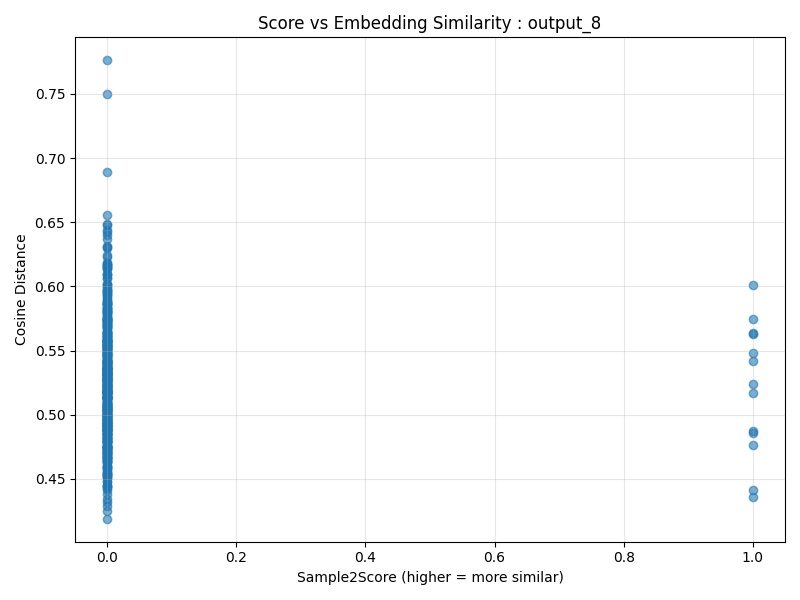 Score vs Embedding Similarity : output_8
Cosine Distance
0.75
0.70
0.65
0.60
0.55
0.50
0.45
0.0 0.2 0.4 0.6 0.8 1.0
Sample2Score (higher = more similar)